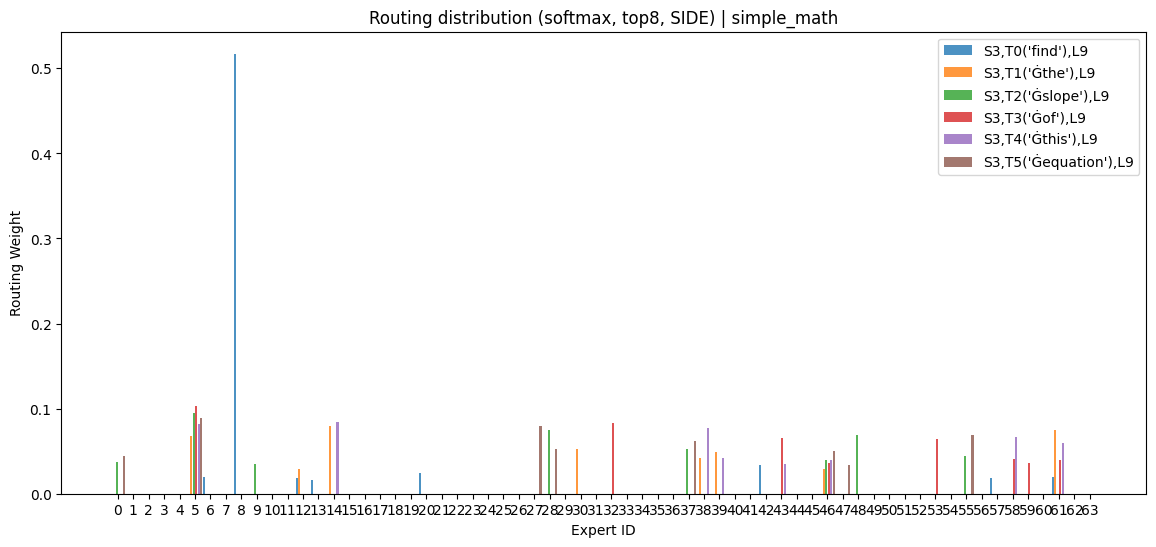 Routing distribution (softmax, top8, SIDE) | simple_math
S3,T0('find'),L9
S3,T1('Ġthe'),L9
S3,T2('Ġslope'),L9
S3,T3('Ġof'),L9
S3,T4('Ġthis'),L9
S3,T5('Ġequation'),L9
Routing Weight
0.5
0.4
0.3
0.2
0.1
0.0
0 1 2 3 4 5 6 7 8 9 10 11 12 13 14 15 16 17 18 19 20 21 22 23 24 25 26 27 28 29 30 31 32 33 34 35 36 37 38 39 40 41 42 43 44 45 46 47 48 49 50 51 52 53 54 55 56 57 58 59 60 61 62 63
Expert ID